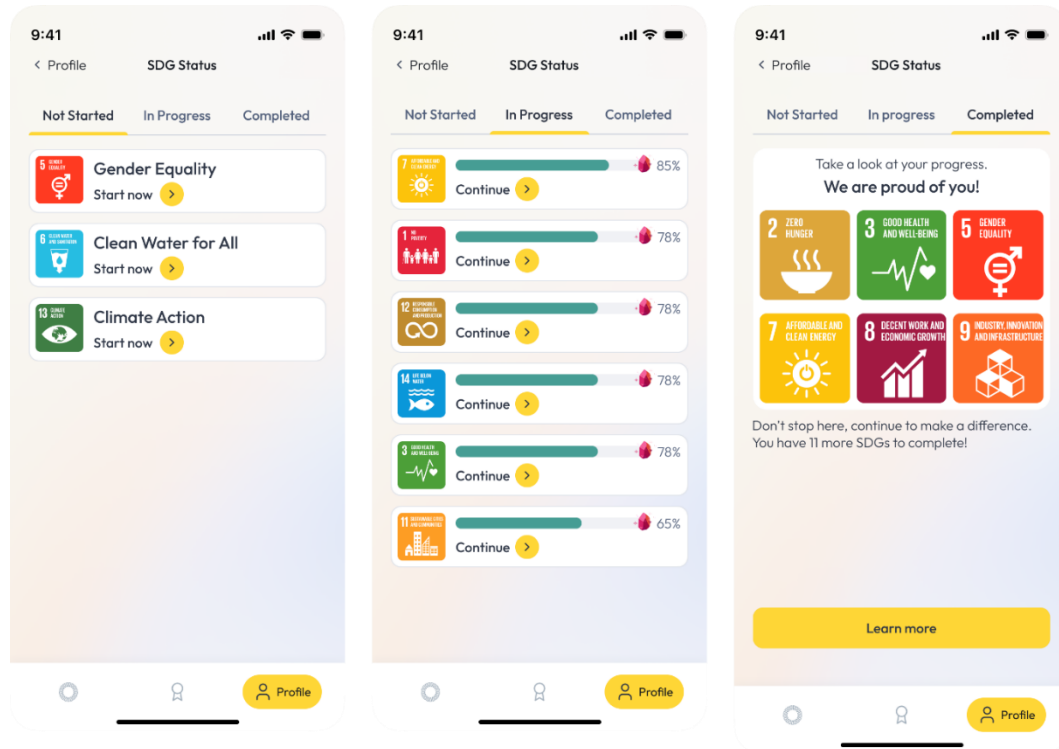 9:41
Profile
SDG Status
Not Started
In Progress
Completed
5 GENDER
EQUALITY
Gender Equality
Start now
6 CLEAN WATER
AND SANITATION
Clean Water for All
Start now
13 CLIMATE
ACTION
Climate Action
Start now
Profile
9:41
Profile
SDG Status
Not Started
In Progress
Completed
7 AFFORDABLE AND
CLEAN ENERGY
85%
Continue
1 NO
POVERTY
78%
Continue
12 RESPONSIBLE
CONSUMPTION
AND PRODUCTION
78%
Continue
14 LIFE BELOW
WATER
78%
Continue
3 GOOD HEALTH
AND WELL-BEING
78%
Continue
11 SUSTAINABLE CITIES
AND COMMUNITIES
65%
Continue
Profile
9:41
Profile
SDG Status
Not Started
In progress
Completed
Take a look at your progress.
We are proud of you!
2 ZERO
HUNGER
3 GOOD HEALTH
AND WELL-BEING
5 GENDER
EQUALITY
7 AFFORDABLE AND
CLEAN ENERGY
8 DECENT WORK AND
ECONOMIC GROWTH
9 INDUSTRY, INNOVATION
AND INFRASTRUCTURE
Don't stop here, continue to make a difference.
You have 11 more SDGs to complete!
Learn more
Profile